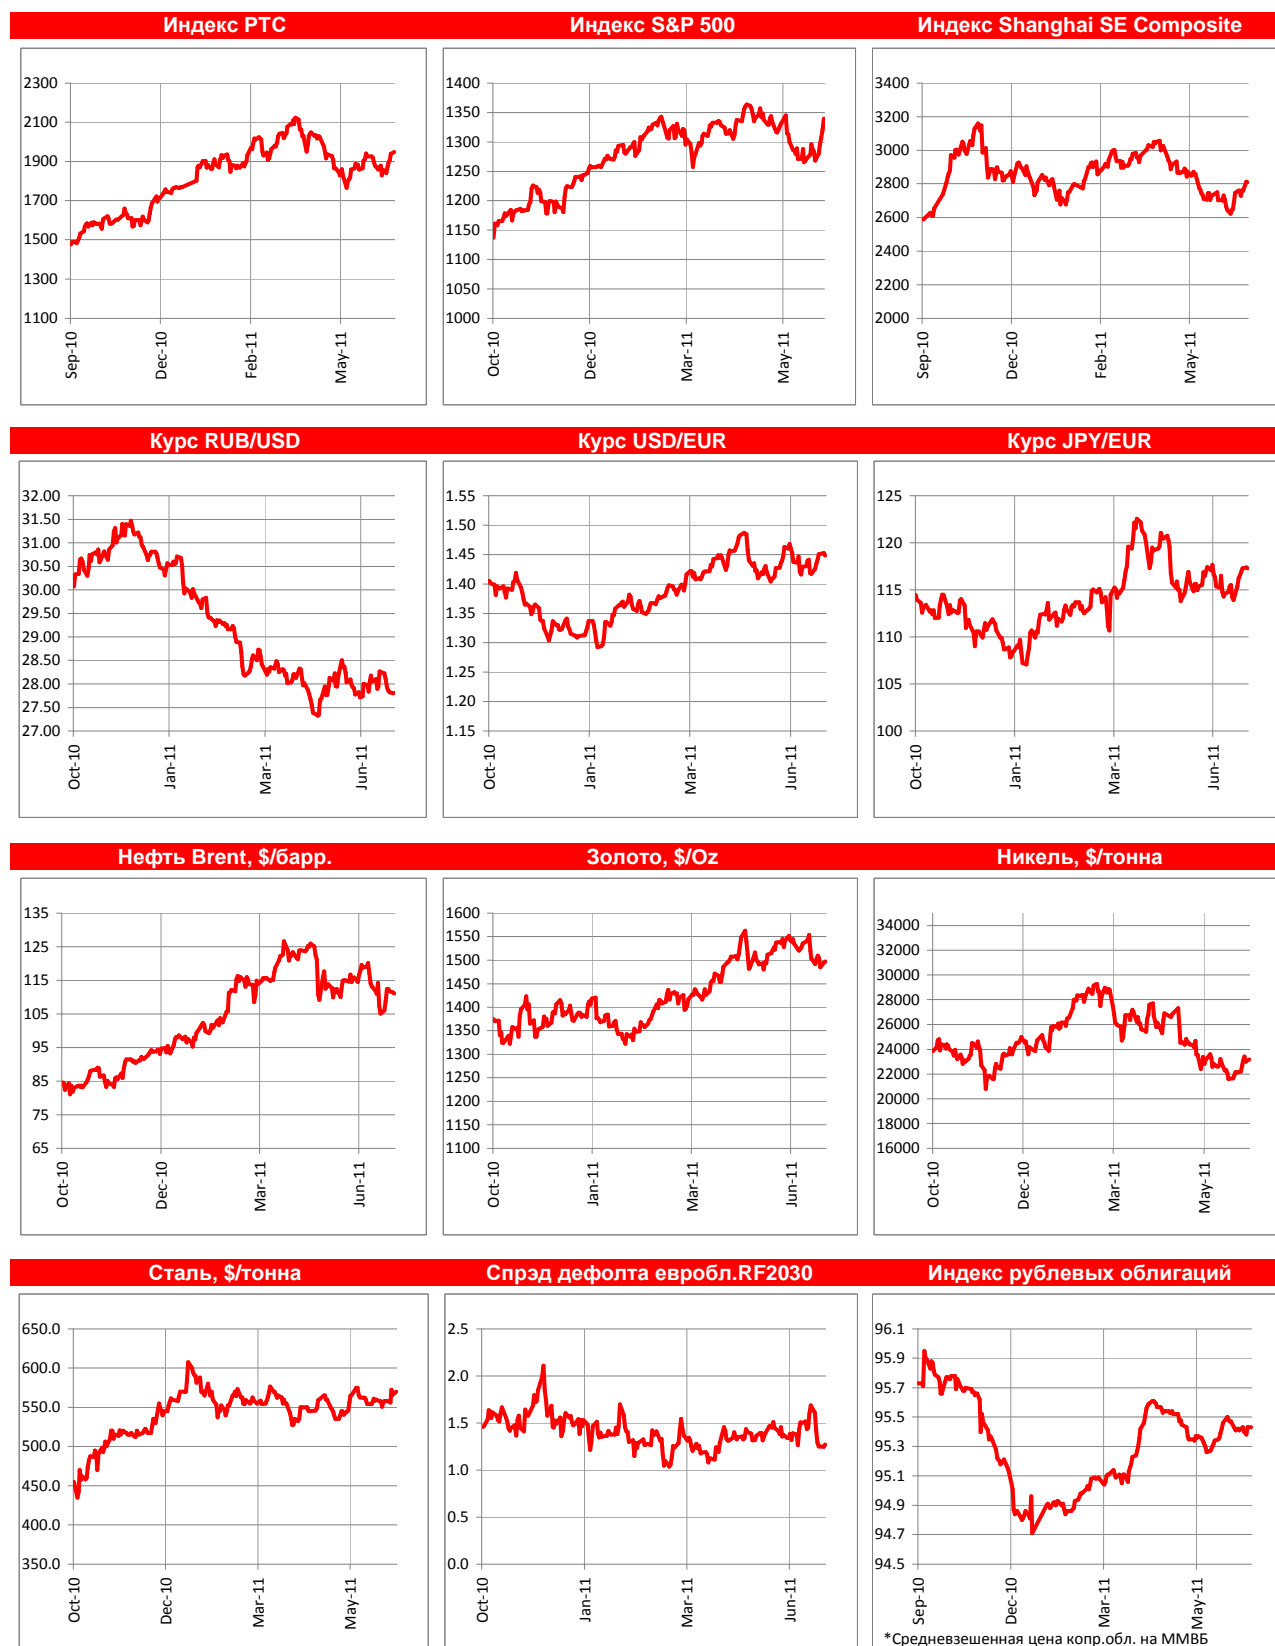 Индекс РТС
Индекс S&P 500
Индекс Shanghai SE Composite
2300
2100
1900
1700
1500
1300
1100
Sep-10
Dec-10
Feb-11
May-11
1400
1350
1300
1250
1200
1150
1100
1050
1000
Oct-10
Dec-10
Mar-11
May-11
3400
3200
3000
2800
2600
2400
2200
2000
Sep-10
Dec-10
Feb-11
May-11
Курс RUB/USD
Курс USD/EUR
Курс JPY/EUR
32.00
31.50
31.00
30.50
30.00
29.50
29.00
28.50
28.00
27.50
27.00
Oct-10
Jan-11
Mar-11
Jun-11
1.55
1.50
1.45
1.40
1.35
1.30
1.25
1.20
1.15
Oct-10
Jan-11
Mar-11
Jun-11
125
120
115
110
105
100
Oct-10
Jan-11
Mar-11
Jun-11
Нефть Brent, $/барр.
Золото, $/Oz
Никель, $/тонна
135
125
115
105
95
85
75
65
Oct-10
Dec-10
Mar-11
Jun-11
1600
1550
1500
1450
1400
1350
1300
1250
1200
1150
1100
Oct-10
Jan-11
Mar-11
Jun-11
34000
32000
30000
28000
26000
24000
22000
20000
18000
16000
Oct-10
Dec-10
Mar-11
May-11
Сталь, $/тонна
Спрэд дефолта евробл.RF2030
Индекс рублевых облигаций
650.0
600.0
550.0
500.0
450.0
400.0
350.0
Oct-10
Dec-10
Mar-11
May-11
2.5
2.0
1.5
1.0
0.5
0.0
Oct-10
Jan-11
Mar-11
Jun-11
96.1
95.9
95.7
95.5
95.3
95.1
94.9
94.7
94.5
Sep-10
Dec-10
Mar-11
May-11
*Средневзешенная цена копр.обл. на ММВБ